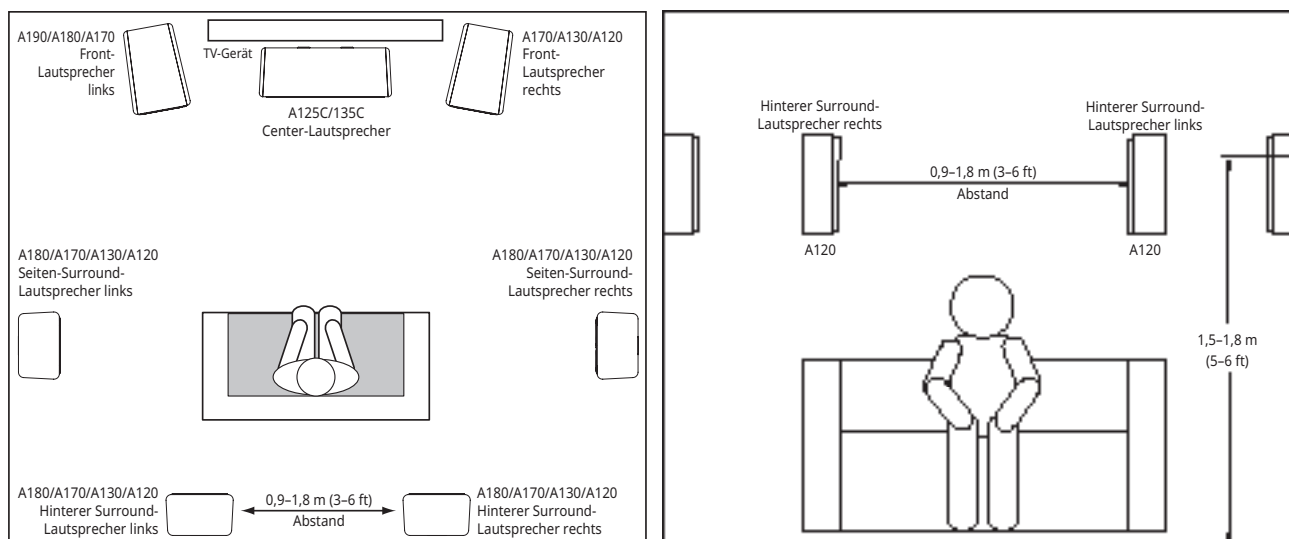 A190/A180/A170
Front-
Lautsprecher
links
TV-Gerät
A170/A130/A120
Front-
Lautsprecher
rechts
A125C/135C
Center-Lautsprecher
A180/A170/A130/A120
Seiten-Surround-
Lautsprecher links
A180/A170/A130/A120
Seiten-Surround-
Lautsprecher rechts
A180/A170/A130/A120
Hinterer Surround-
Lautsprecher links
0,9–1,8 m (3–6 ft)
Abstand
A180/A170/A130/A120
Hinterer Surround-
Lautsprecher rechts
Hinterer Surround-
Lautsprecher rechts
Hinterer Surround-
Lautsprecher links
0,9–1,8 m (3–6 ft)
Abstand
A120
A120
1,5–1,8 m
(5–6 ft)